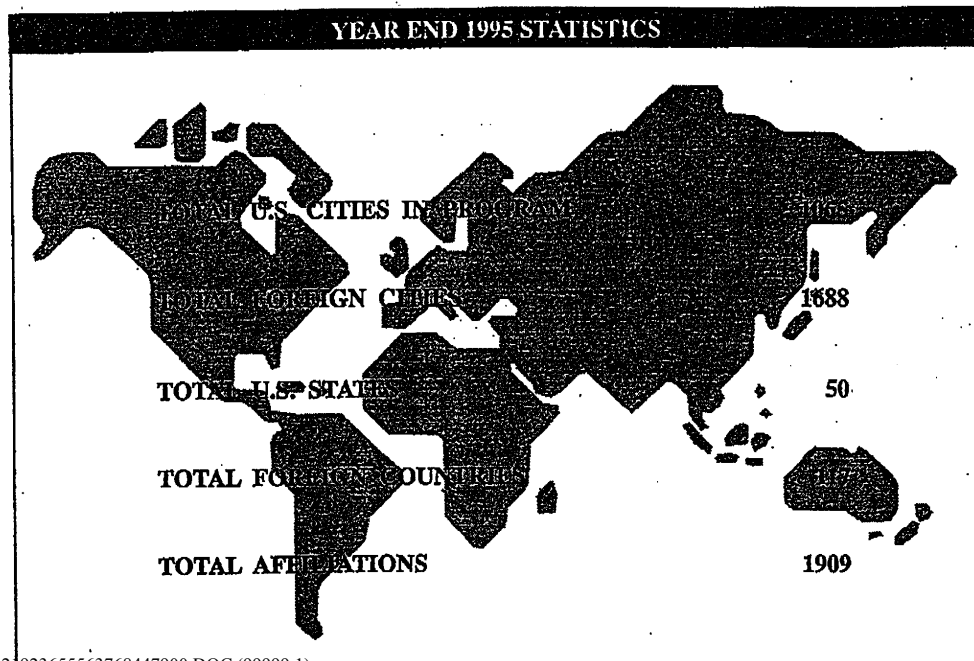 YEAR END 1995 STATISTICS
TOTAL U.S. CITIES IN PROGRAM
TOTAL FOREIGN CITIES 1688
TOTAL U.S. STATES 50
TOTAL FOREIGN COUNTRIES 117
TOTAL AFFILIATIONS 1909